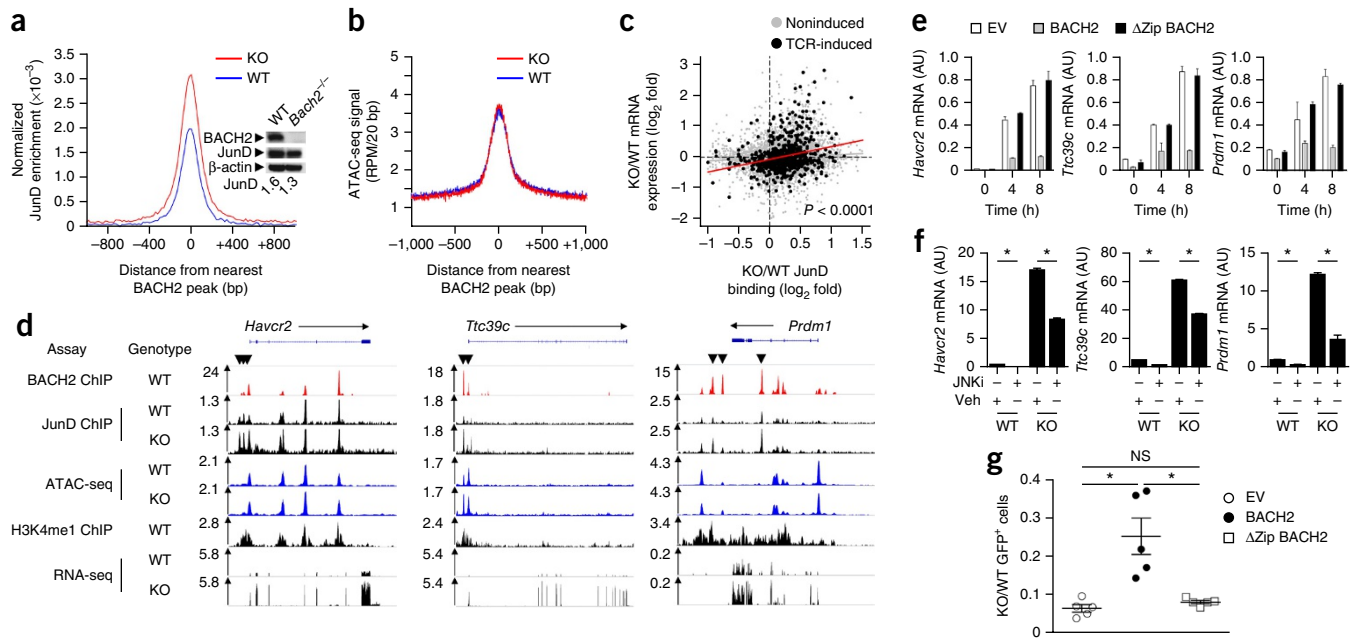 a
Normalized
JunD enrichment (×10⁻³)
3.5
3.0
2.5
2.0
1.5
1.0
0.5
0
KO
WT
WT
Bach2⁻/⁻
BACH2
JunD
β-actin
JunD
1.6
1.3
−800
−400
0
+400
+800
Distance from nearest
BACH2 peak (bp)
b
ATAC-seq signal
(RPM/20 bp)
5
4
3
2
1
KO
WT
−1,000
−500
0
+500
+1,000
Distance from nearest
BACH2 peak (bp)
c
Noninduced
TCR-induced
KO/WT mRNA
expression (log₂ fold)
3
2
1
0
−1
−2
P < 0.0001
−1
−0.5
0
0.5
1.0
1.5
KO/WT JunD
binding (log₂ fold)
d
Havcr2
Ttc39c
Prdm1
Assay
Genotype
BACH2 ChIP
WT
24
18
15
JunD ChIP
WT
1.3
1.8
2.5
KO
1.3
1.8
2.5
ATAC-seq
WT
2.1
1.7
4.3
KO
2.1
1.7
4.3
H3K4me1 ChIP
WT
2.8
2.4
3.4
RNA-seq
WT
5.8
5.4
0.2
KO
5.8
5.4
0.2
e
EV
BACH2
ΔZip BACH2
Havcr2 mRNA (AU)
1.0
0.8
0.6
0.4
0.2
0
0
4
8
Time (h)
Ttc39c mRNA (AU)
1.0
0.8
0.6
0.4
0.2
0
0
4
8
Time (h)
Prdm1 mRNA (AU)
1.0
0.8
0.6
0.4
0.2
0
0
4
8
Time (h)
f
Havcr2 mRNA (AU)
20
15
10
5
0
*
*
Ttc39c mRNA (AU)
80
60
40
20
0
*
*
Prdm1 mRNA (AU)
15
10
5
0
*
*
JNKi
− + − +
− + − +
− + − +
Veh
+ − + −
+ − + −
+ − + −
WT
KO
WT
KO
WT
KO
g
KO/WT GFP⁺ cells
0.4
0.3
0.2
0.1
0
NS
*
*
EV
BACH2
ΔZip BACH2